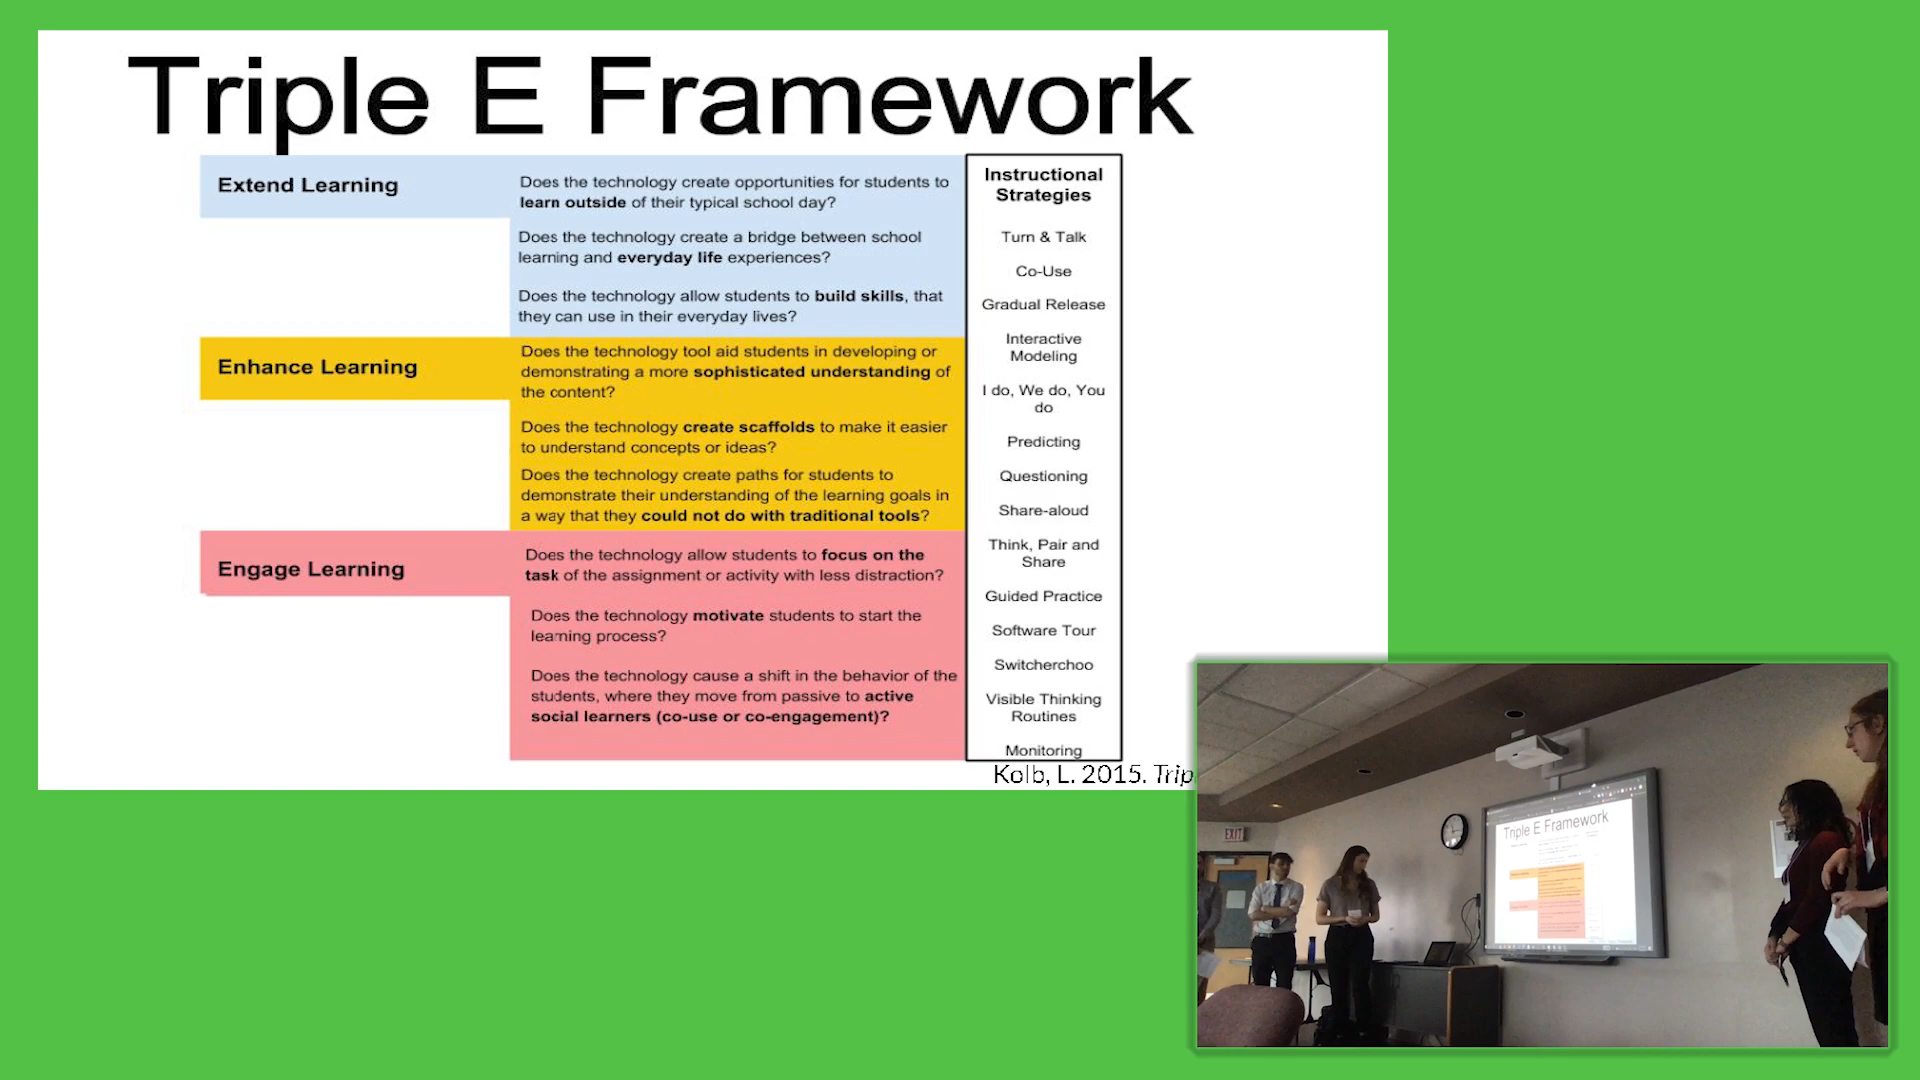 Triple E Framework
Extend Learning
Does the technology create opportunities for students to
learn outside of their typical school day?
Does the technology create a bridge between school
learning and everyday life experiences?
Does the technology allow students to build skills, that
they can use in their everyday lives?
Enhance Learning
Does the technology tool aid students in developing or
demonstrating a more sophisticated understanding of
the content?
Does the technology create scaffolds to make it easier
to understand concepts or ideas?
Does the technology create paths for students to
demonstrate their understanding of the learning goals in
a way that they could not do with traditional tools?
Engage Learning
Does the technology allow students to focus on the
task of the assignment or activity with less distraction?
Does the technology motivate students to start the
learning process?
Does the technology cause a shift in the behavior of the
students, where they move from passive to active
social learners (co-use or co-engagement)?
Instructional
Strategies
Turn & Talk
Co-Use
Gradual Release
Interactive
Modeling
I do, We do, You
do
Predicting
Questioning
Share-aloud
Think, Pair and
Share
Guided Practice
Software Tour
Switcherchoo
Visible Thinking
Routines
Monitoring
Kolb, L. 2015. Trip
EXIT
Triple E Framework